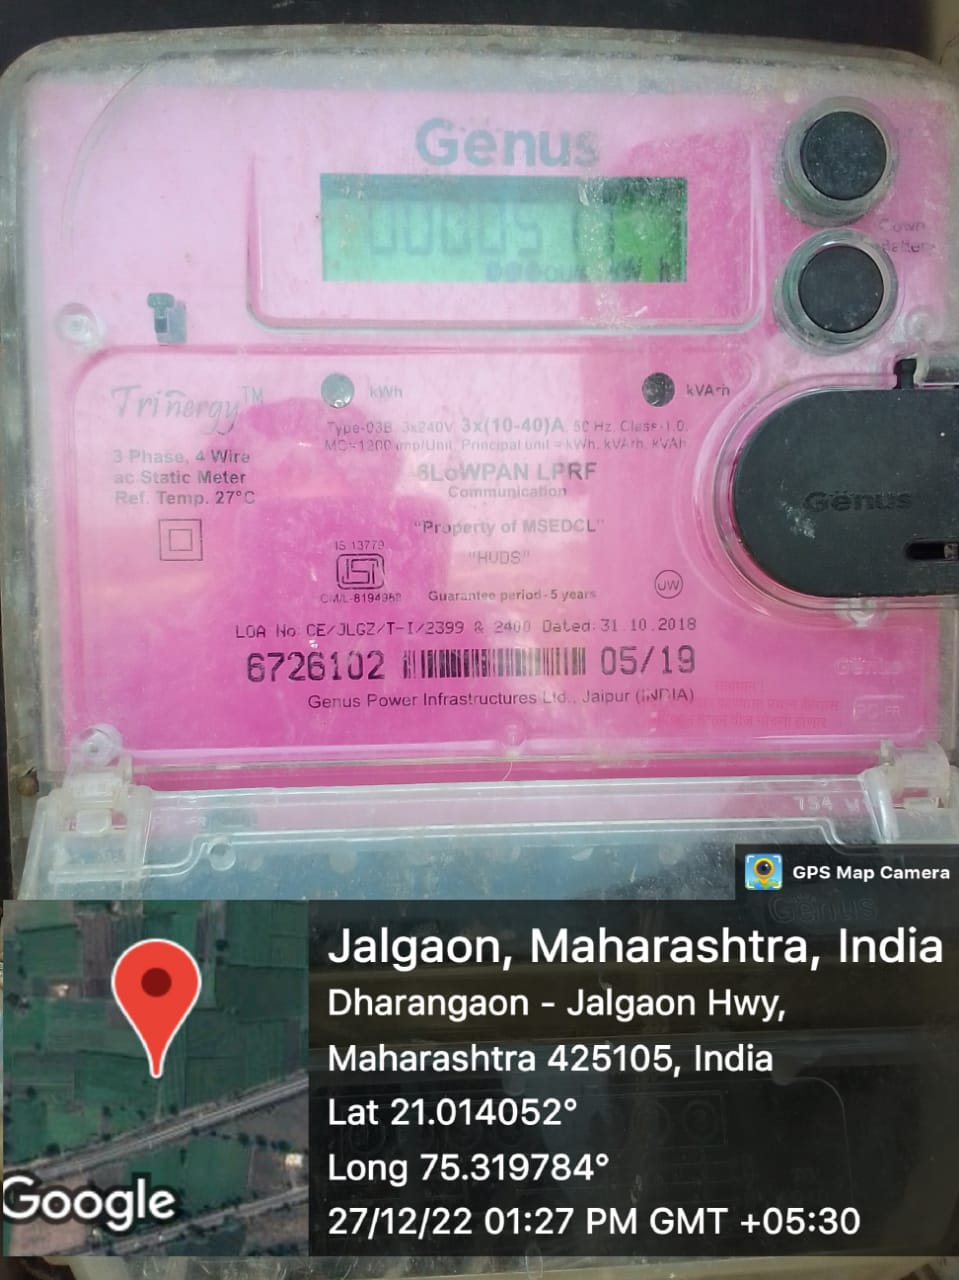 Genus
Down
Battery
Trinergy™
kWh
kVArh
Type-03B, 3x240V, 3x(10-40)A, 50 Hz, Class-1.0,
MC=1200 imp/Unit, Principal unit = kWh, kVArh, kVAh
3 Phase, 4 Wire
ac Static Meter
Ref. Temp. 27°C
6LoWPAN LPRF
Communication
"Property of MSEDCL"
"HUDS"
IS 13779
Guarantee period-5 years
UW
Genus
LOA No: CE/JLGZ/T-I/2399 & 2400 Dated: 31.10.2018
6726102 05/19
Genus Power Infrastructures Ltd., Jaipur (INDIA)
Genus
PC-FR
GPS Map Camera
Genus
Jalgaon, Maharashtra, India
Dharangaon - Jalgaon Hwy,
Maharashtra 425105, India
Lat 21.014052°
Long 75.319784°
27/12/22 01:27 PM GMT +05:30
Google